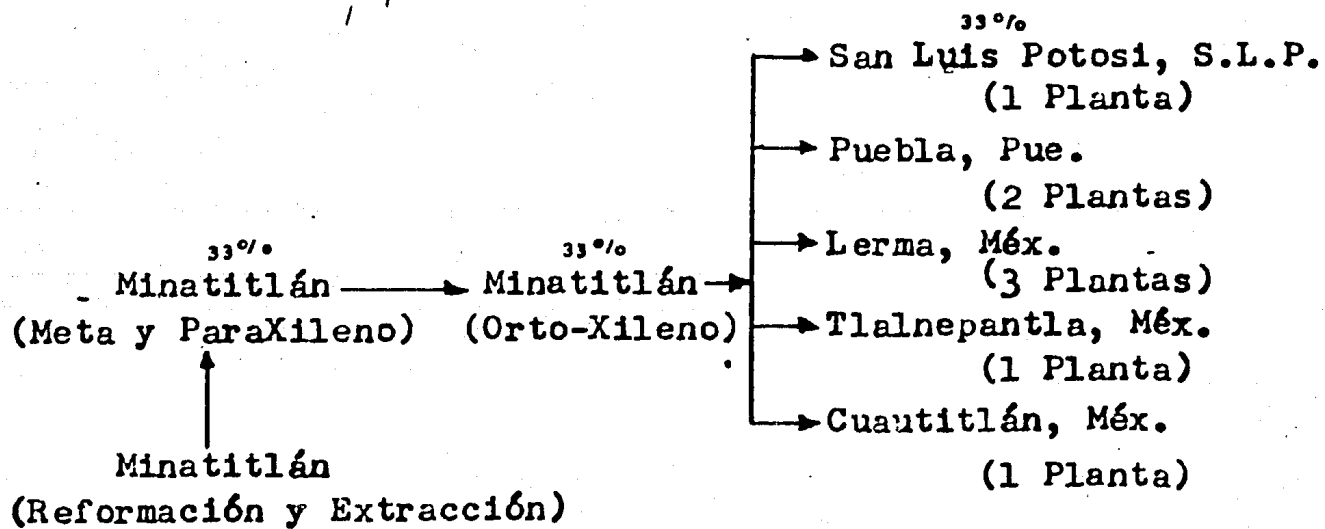 33%
San Luis Potosi, S.L.P.
(1 Planta)
Puebla, Pue.
(2 Plantas)
Lerma, Méx.
(3 Plantas)
33%
Minatitlán
(Meta y ParaXileno)
33%
Minatitlán
(Orto-Xileno)
Tlalnepantla, Méx.
(1 Planta)
Cuautitlán, Méx.
(1 Planta)
Minatitlán
(Reformación y Extracción)